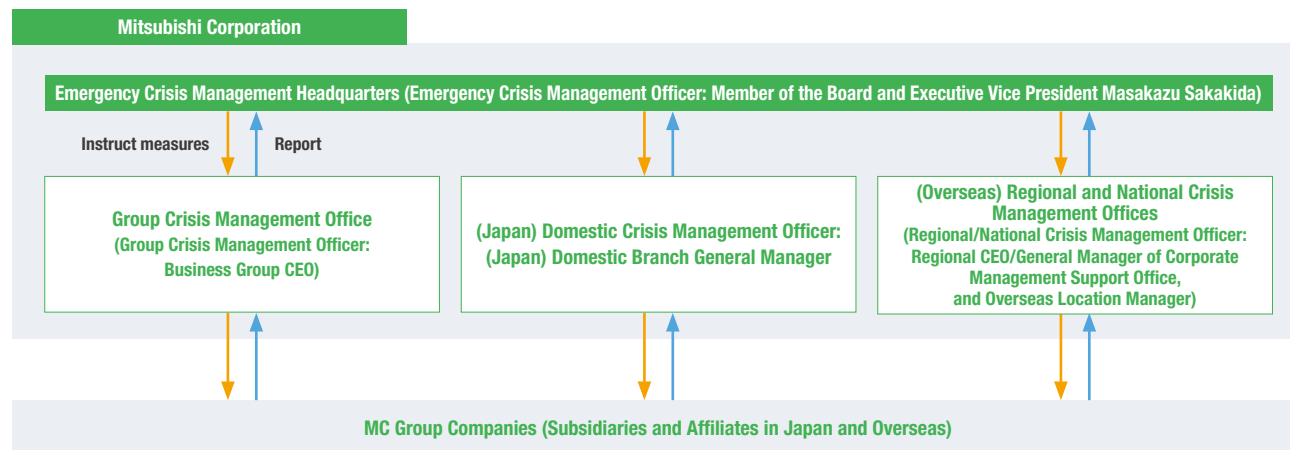 Mitsubishi Corporation
Emergency Crisis Management Headquarters (Emergency Crisis Management Officer: Member of the Board and Executive Vice President Masakazu Sakakida)
Instruct measures
Report
Group Crisis Management Office
(Group Crisis Management Officer:
Business Group CEO)
(Japan) Domestic Crisis Management Officer:
(Japan) Domestic Branch General Manager
(Overseas) Regional and National Crisis
Management Offices
(Regional/National Crisis Management Officer:
Regional CEO/General Manager of Corporate
Management Support Office,
and Overseas Location Manager)
MC Group Companies (Subsidiaries and Affiliates in Japan and Overseas)